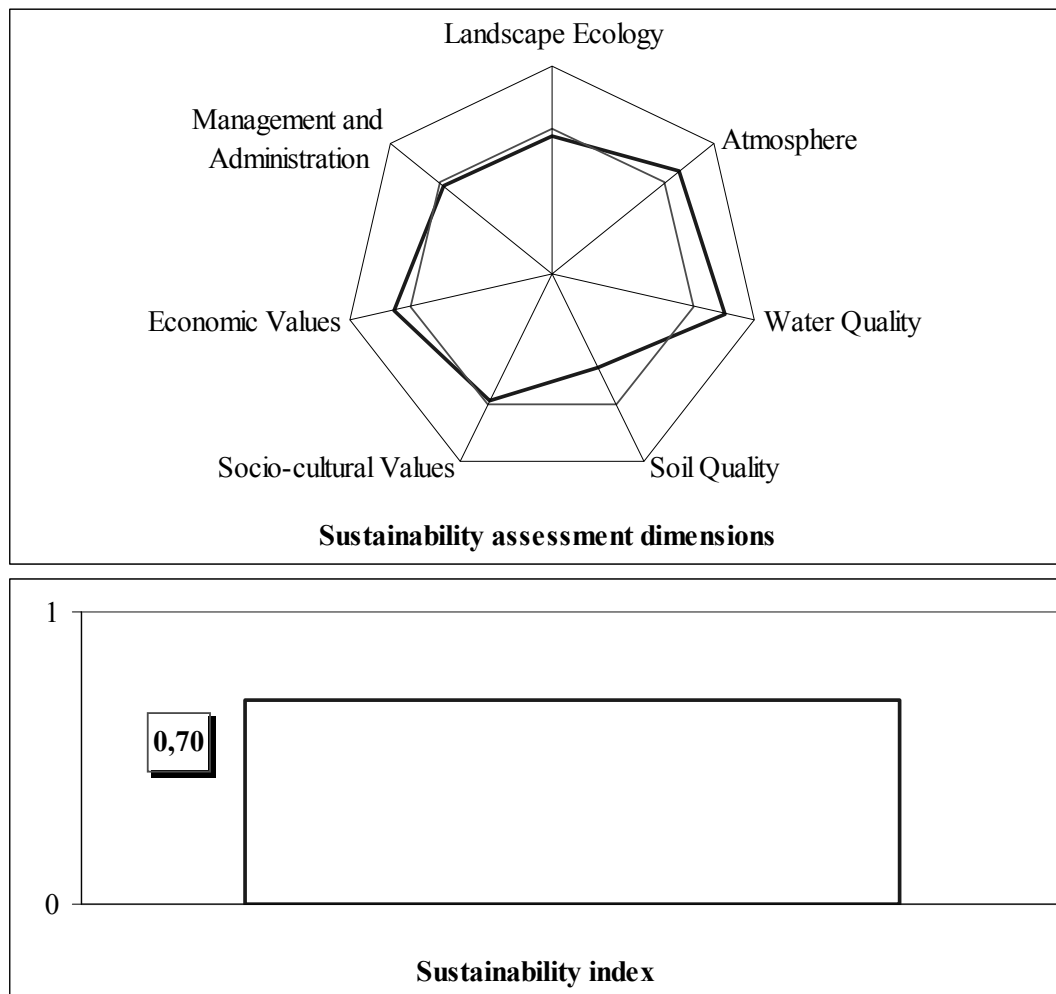 Landscape Ecology
Management and
Administration
Atmosphere
Economic Values
Water Quality
Socio-cultural Values
Soil Quality
Sustainability assessment dimensions
1
0,70
0
Sustainability index